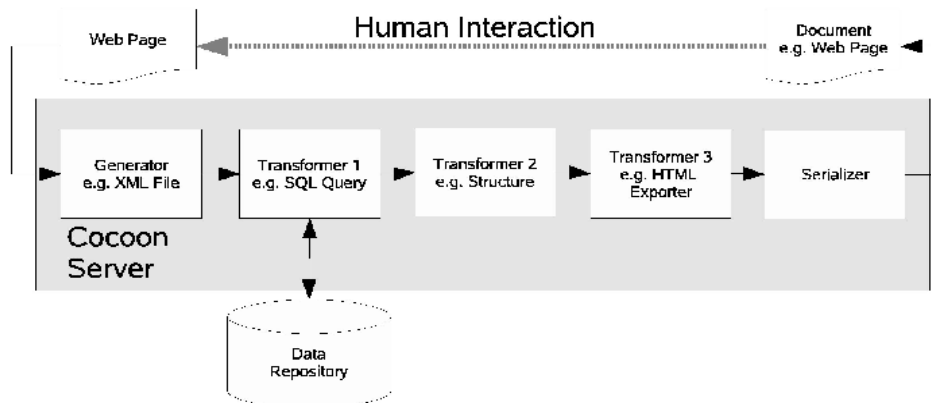 Web Page
Human Interaction
Document
e.g. Web Page
Generator
e.g. XML File
Transformer 1
e.g. SQL Query
Transformer 2
e.g. Structure
Transformer 3
e.g. HTML
Exporter
Serializer
Cocoon
Server
Data
Repository